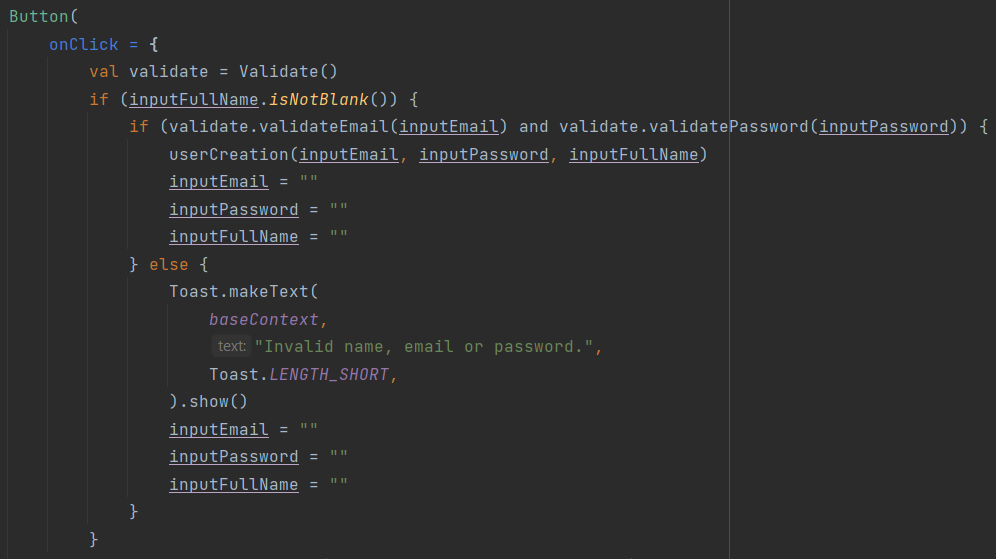 Button(
onClick = {
val validate = Validate()
if (inputFullName.isNotBlank()) {
if (validate.validateEmail(inputEmail) and validate.validatePassword(inputPassword)) {
userCreation(inputEmail, inputPassword, inputFullName)
inputEmail = ""
inputPassword = ""
inputFullName = ""
} else {
Toast.makeText(
baseContext,
text: "Invalid name, email or password.",
Toast.LENGTH_SHORT,
).show()
inputEmail = ""
inputPassword = ""
inputFullName = ""
}
}